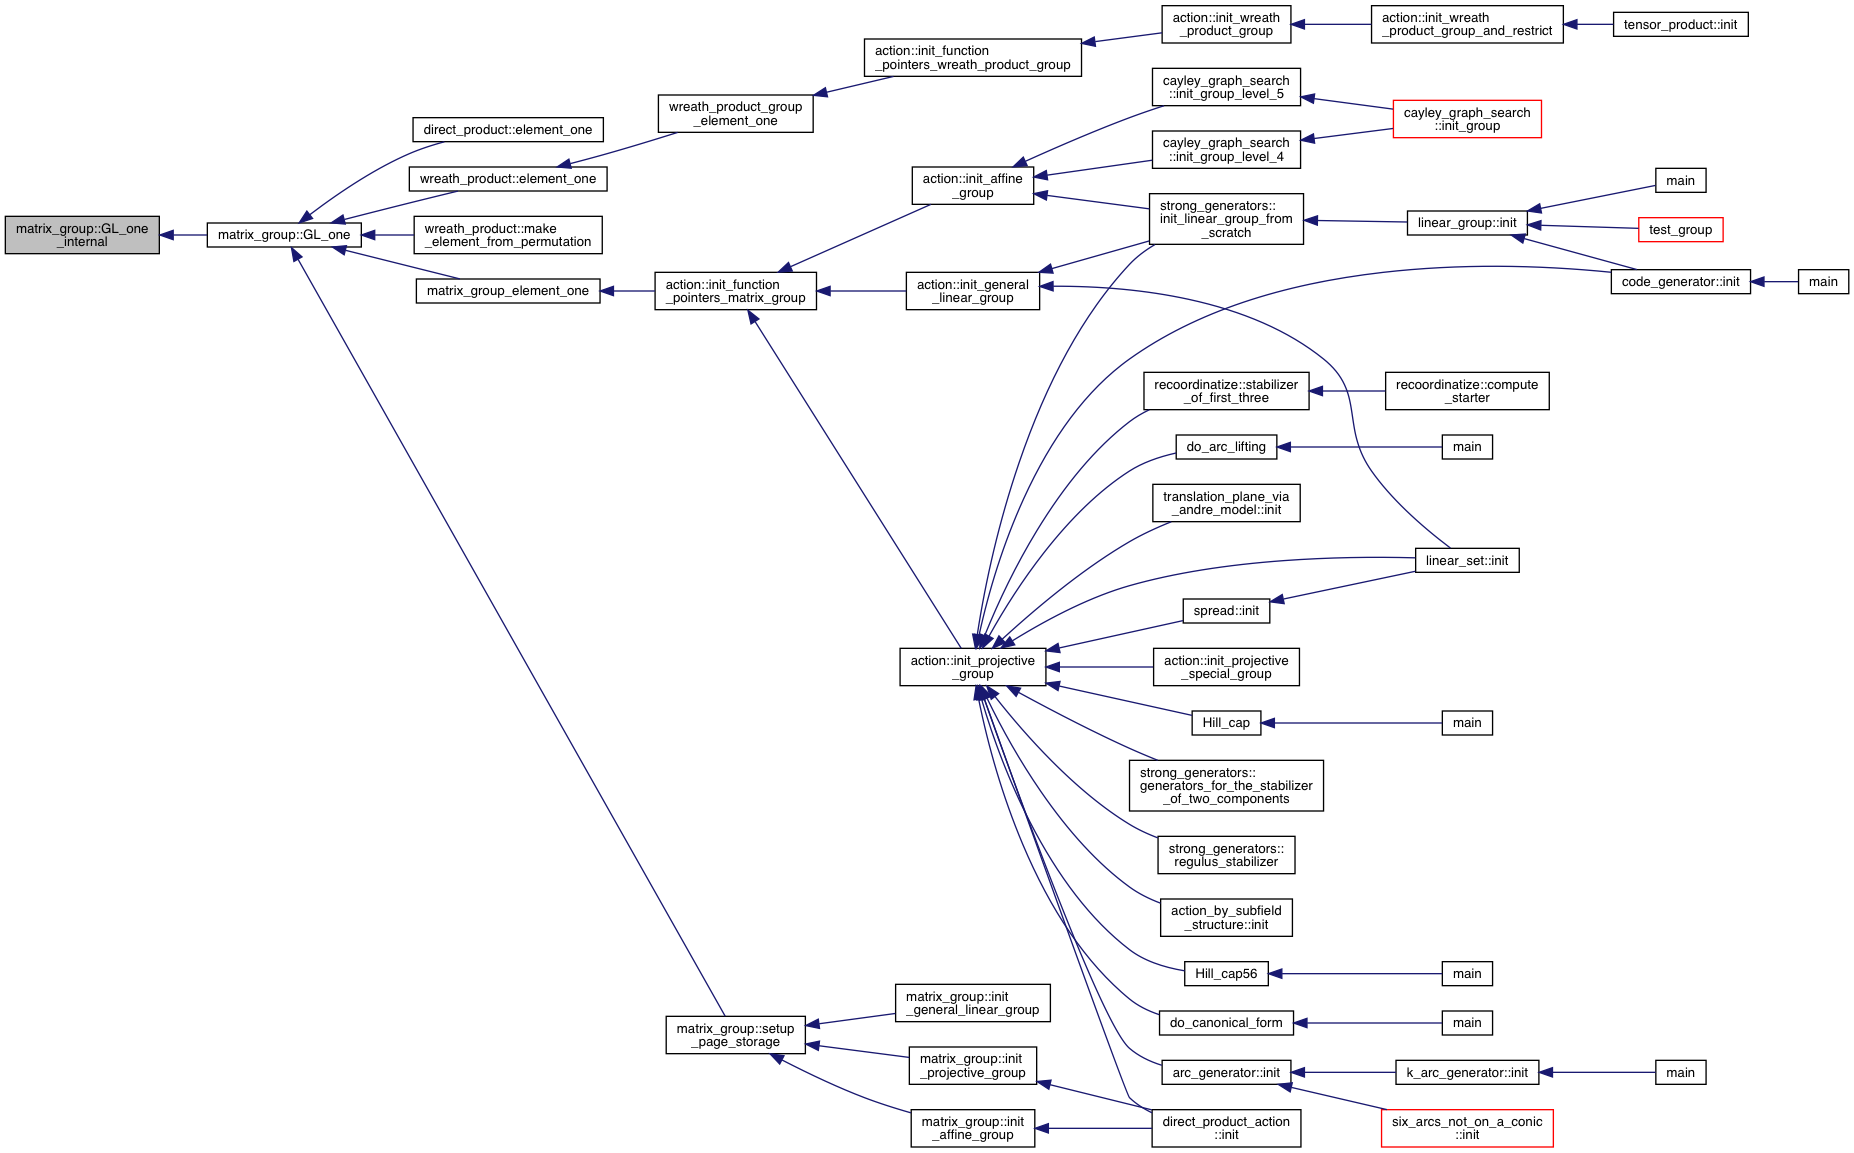 matrix_group::GL_one
_internal
matrix_group::GL_one
direct_product::element_one
wreath_product::element_one
wreath_product::make
_element_from_permutation
matrix_group_element_one
wreath_product_group
_element_one
action::init_function
_pointers_wreath_product_group
action::init_wreath
_product_group
action::init_wreath
_product_group_and_restrict
tensor_product::init
action::init_function
_pointers_matrix_group
action::init_affine
_group
action::init_general
_linear_group
cayley_graph_search
::init_group_level_5
cayley_graph_search
::init_group_level_4
cayley_graph_search
::init_group
strong_generators::
init_linear_group_from
_scratch
linear_group::init
main
test_group
code_generator::init
main
recoordinatize::stabilizer
_of_first_three
recoordinatize::compute
_starter
do_arc_lifting
main
translation_plane_via
_andre_model::init
linear_set::init
spread::init
action::init_projective
_group
action::init_projective
_special_group
Hill_cap
main
strong_generators::
generators_for_the_stabilizer
_of_two_components
strong_generators::
regulus_stabilizer
action_by_subfield
_structure::init
Hill_cap56
main
do_canonical_form
main
arc_generator::init
k_arc_generator::init
main
six_arcs_not_on_a_conic
::init
direct_product_action
::init
matrix_group::setup
_page_storage
matrix_group::init
_general_linear_group
matrix_group::init
_projective_group
matrix_group::init
_affine_group